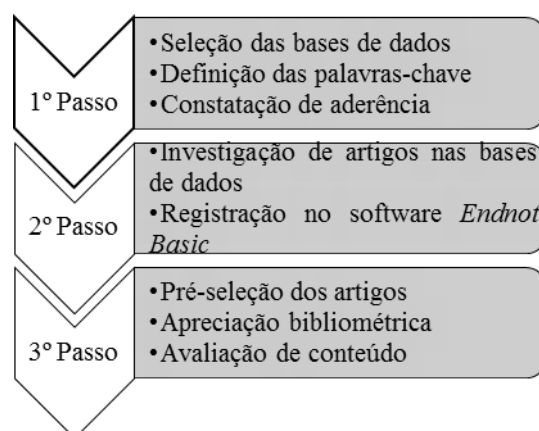 1º Passo
•Seleção das bases de dados
•Definição das palavras-chave
•Constatação de aderência
2º Passo
•Investigação de artigos nas bases
de dados
•Registração no software Endnot
Basic
3º Passo
•Pré-seleção dos artigos
•Apreciação bibliométrica
•Avaliação de conteúdo